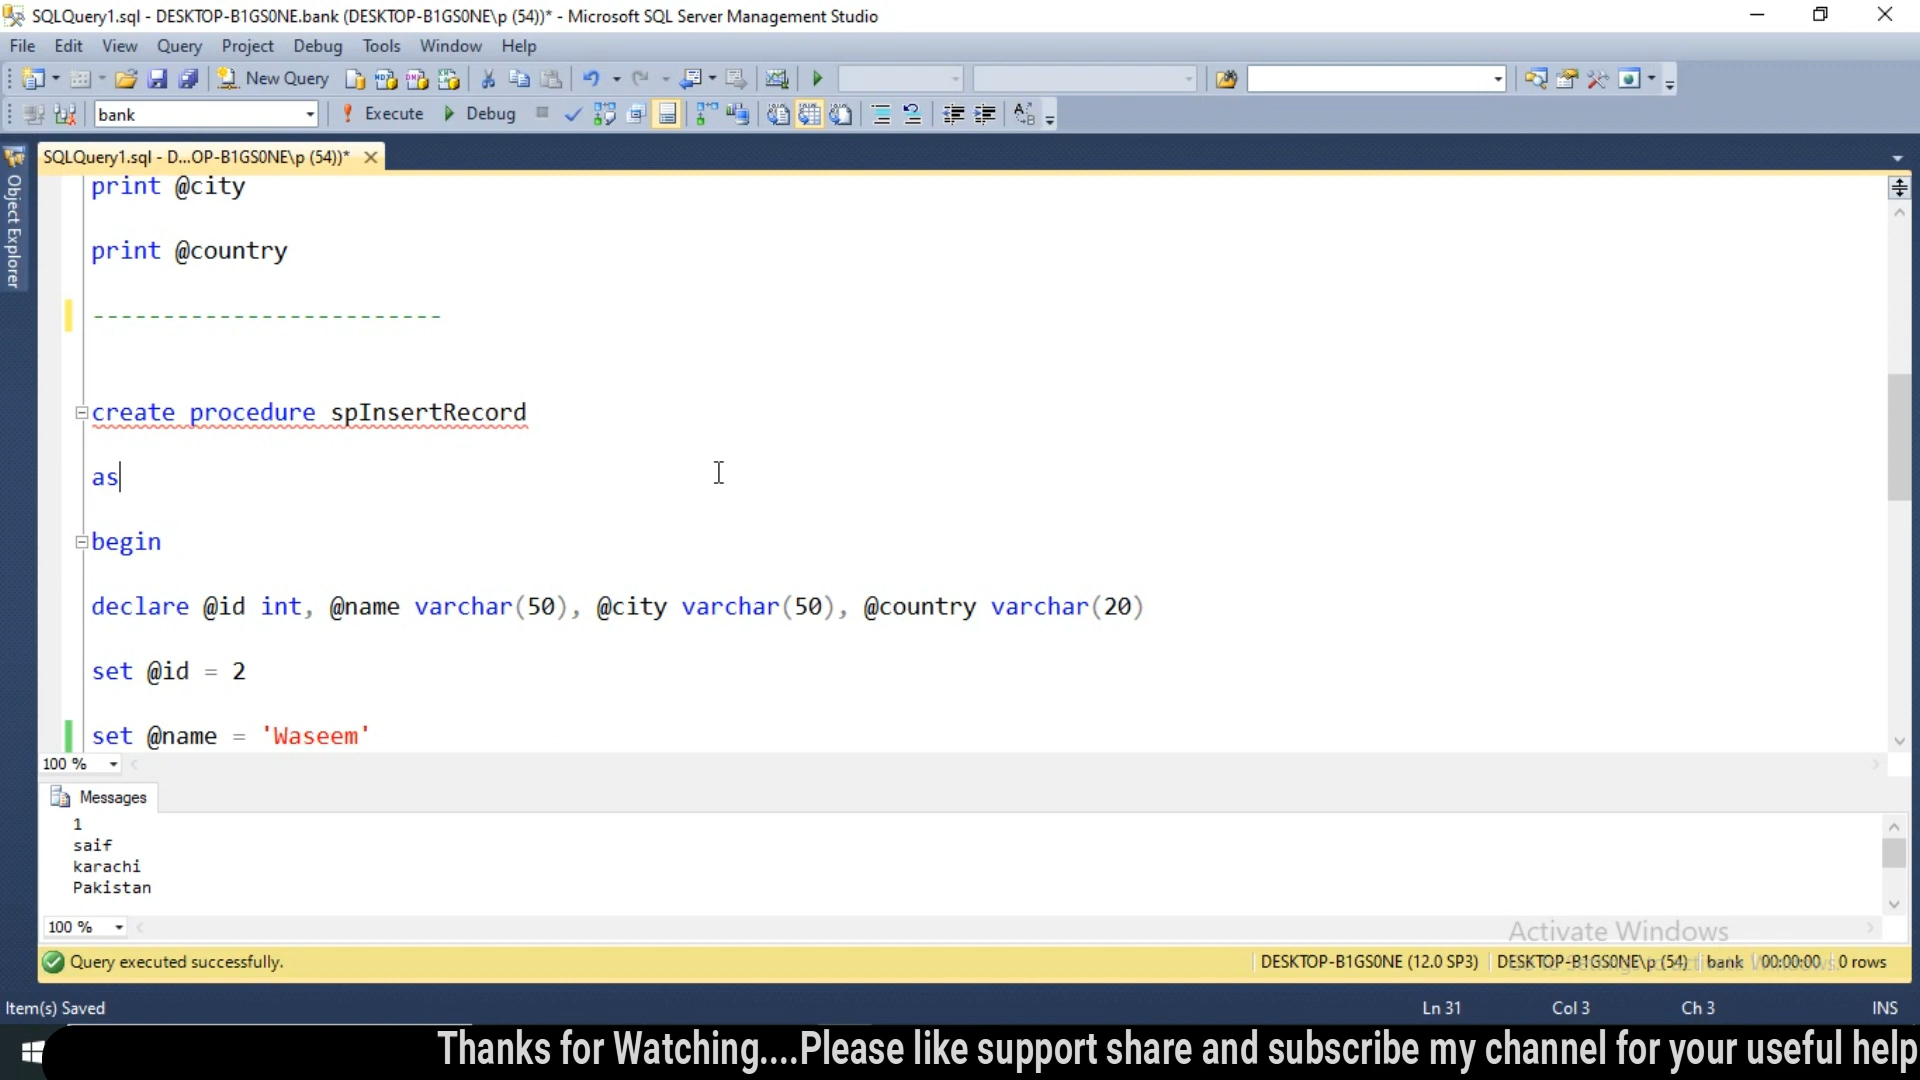 SQLQuery1.sql - DESKTOP-B1GS0NE.bank (DESKTOP-B1GS0NE\p (54))* - Microsoft SQL Server Management Studio
File Edit View Query Project Debug Tools Window Help
New Query
bank Execute Debug
SQLQuery1.sql - D...OP-B1GS0NE\p (54))*
Object Explorer
print @city
print @country
-------------------------
create procedure spInsertRecord
as
begin
declare @id int, @name varchar(50), @city varchar(50), @country varchar(20)
set @id = 2
set @name = 'Waseem'
100 %
Messages
1
saif
karachi
Pakistan
100 %
Activate Windows
Query executed successfully. DESKTOP-B1GS0NE (12.0 SP3) DESKTOP-B1GS0NE\p (54) bank 00:00:00 0 rows
Item(s) Saved Ln 31 Col 3 Ch 3 INS
Thanks for Watching....Please like support share and subscribe my channel for your useful help